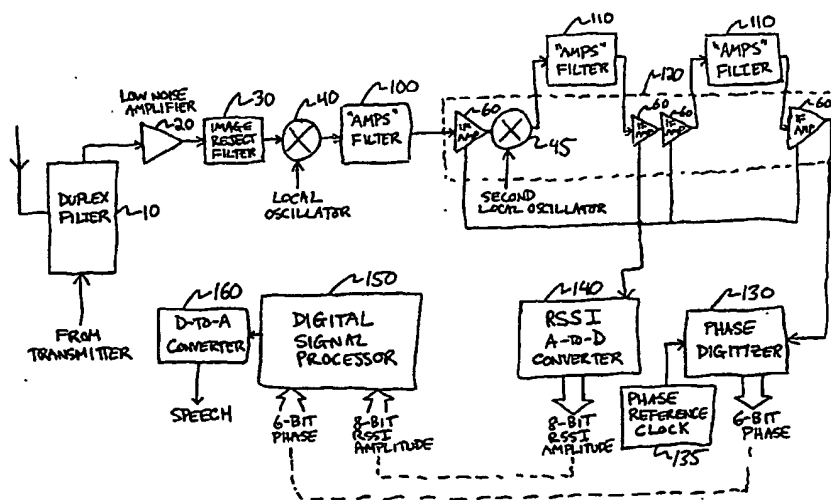 110
"AMPS"
FILTER
110
"AMPS"
FILTER
120
LOW NOISE
AMPLIFIER
20
30
IMAGE
REJECT
FILTER
40
100
"AMPS"
FILTER
60
IF
AMP
45
60
IF
AMP
60
IF
AMP
60
IF
AMP
LOCAL
OSCILLATOR
SECOND
LOCAL
OSCILLATOR
DUPLEX
FILTER
10
FROM
TRANSMITTER
160
D-TO-A
CONVERTER
SPEECH
150
DIGITAL
SIGNAL
PROCESSOR
140
RSSI
A-TO-D
CONVERTER
130
PHASE
DIGITIZER
PHASE
REFERENCE
CLOCK
135
6-BIT
PHASE
8-BIT
RSSI
AMPLITUDE
8-BIT
RSSI
AMPLITUDE
6-BIT
PHASE